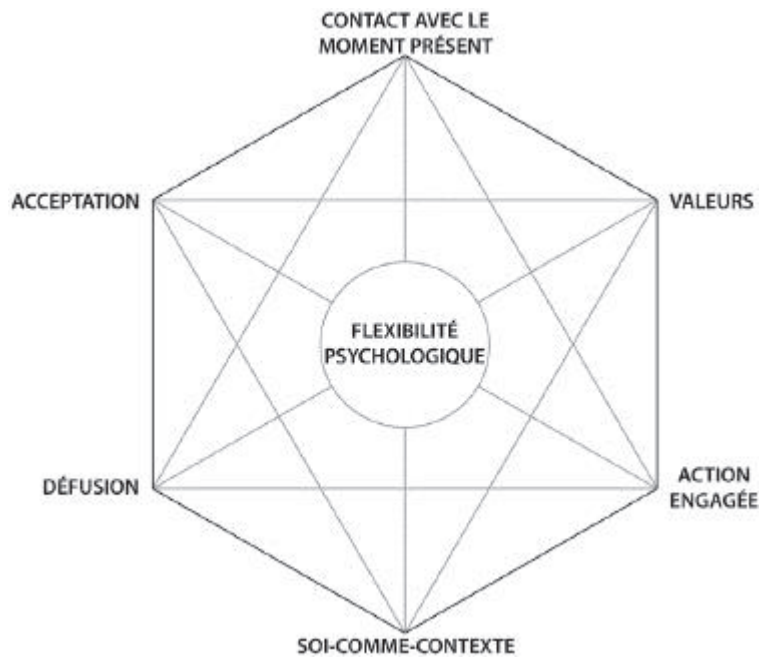 CONTACT AVEC LE
MOMENT PRÉSENT
ACCEPTATION
VALEURS
FLEXIBILITÉ
PSYCHOLOGIQUE
DÉFUSION
ACTION
ENGAGÉE
SOI-COMME-CONTEXTE